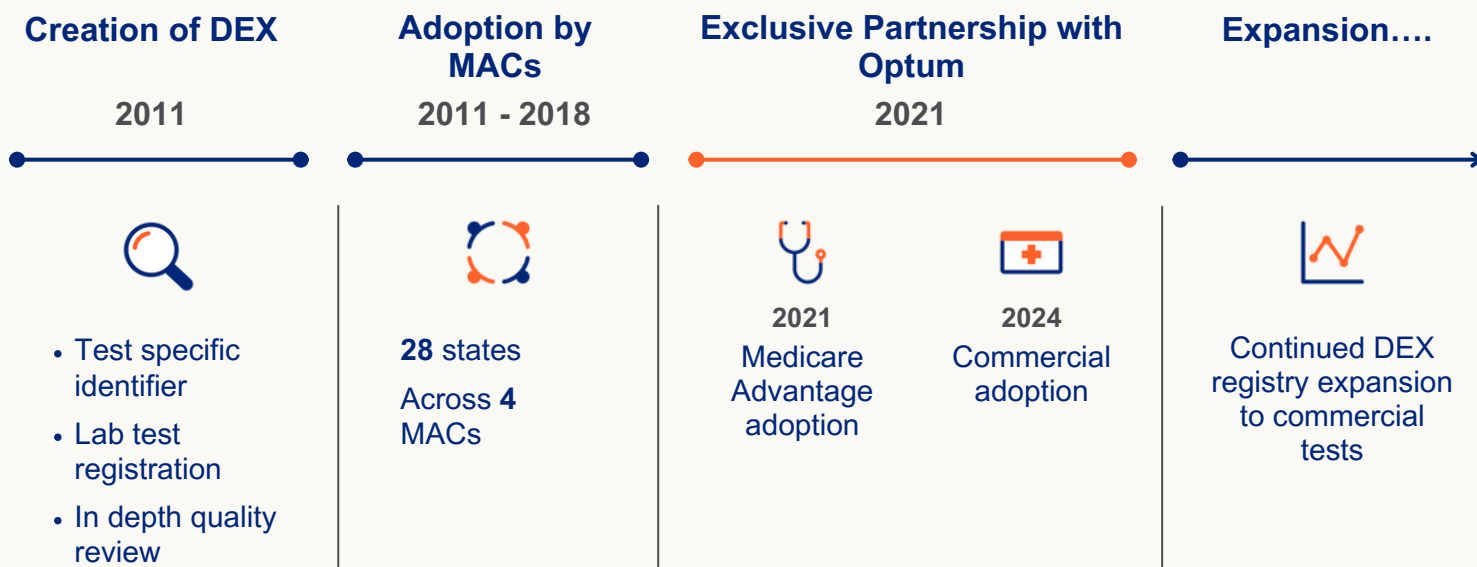 Creation of DEX
2011
• Test specific
identifier
• Lab test
registration
• In depth quality
review
Adoption by
MACs
2011 - 2018
28 states
Across 4
MACs
Exclusive Partnership with
Optum
2021
2021
Medicare
Advantage
adoption
2024
Commercial
adoption
Expansion....
Continued DEX
registry expansion
to commercial
tests